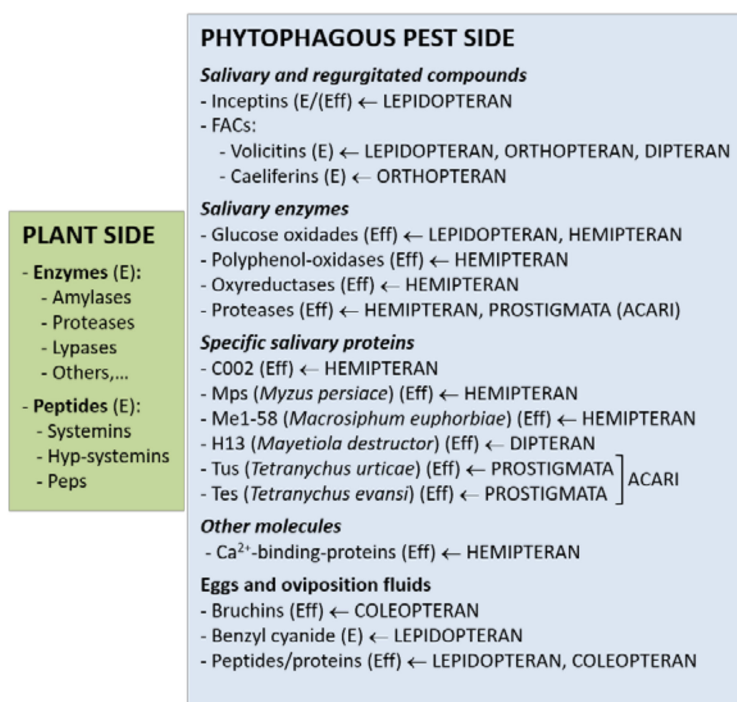 PLANT SIDE
- Enzymes (E):
- Amylases
- Proteases
- Lypases
- Others,...
- Peptides (E):
- Systemins
- Hyp-systemins
- Peps
PHYTOPHAGOUS PEST SIDE
Salivary and regurgitated compounds
- Inceptins (E/(Eff) ← LEPIDOPTERAN
- FACs:
- Volicitins (E) ← LEPIDOPTERAN, ORTHOPTERAN, DIPTERAN
- Caeliferins (E) ← ORTHOPTERAN
Salivary enzymes
- Glucose oxidades (Eff) ← LEPIDOPTERAN, HEMIPTERAN
- Polyphenol-oxidases (Eff) ← HEMIPTERAN
- Oxyreductases (Eff) ← HEMIPTERAN
- Proteases (Eff) ← HEMIPTERAN, PROSTIGMATA (ACARI)
Specific salivary proteins
- C002 (Eff) ← HEMIPTERAN
- Mps (Myzus persiace) (Eff) ← HEMIPTERAN
- Me1-58 (Macrosiphum euphorbiae) (Eff) ← HEMIPTERAN
- H13 (Mayetiola destructor) (Eff) ← DIPTERAN
- Tus (Tetranychus urticae) (Eff) ← PROSTIGMATA
- Tes (Tetranychus evansi) (Eff) ← PROSTIGMATA
ACARI
Other molecules
- Ca²⁺-binding-proteins (Eff) ← HEMIPTERAN
Eggs and oviposition fluids
- Bruchins (Eff) ← COLEOPTERAN
- Benzyl cyanide (E) ← LEPIDOPTERAN
- Peptides/proteins (Eff) ← LEPIDOPTERAN, COLEOPTERAN